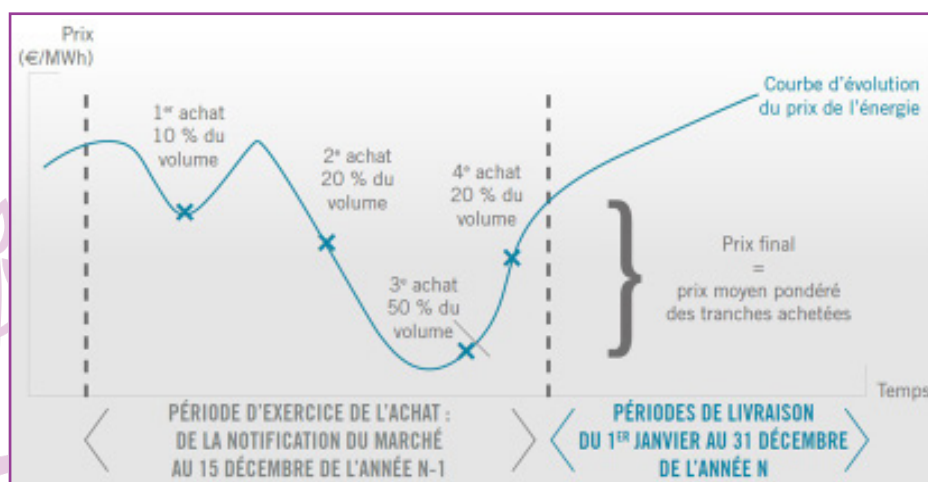 Prix
(€/MWh)
1er achat
10 % du
volume
2e achat
20 % du
volume
3e achat
50 % du
volume
4e achat
20 % du
volume
Courbe d'évolution
du prix de l'énergie
Prix final
=
prix moyen pondéré
des tranches achetées
Temps
PÉRIODE D'EXERCICE DE L'ACHAT :
DE LA NOTIFICATION DU MARCHÉ
AU 15 DÉCEMBRE DE L'ANNÉE N-1
PÉRIODES DE LIVRAISON
DU 1ER JANVIER AU 31 DÉCEMBRE
DE L'ANNÉE N